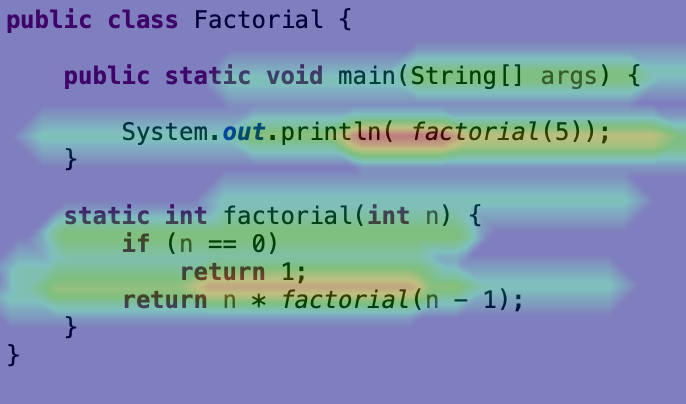 public class Factorial {
public static void main(String[] args) {
System.out.println( factorial(5));
}
static int factorial(int n) {
if (n == 0)
return 1;
return n * factorial(n - 1);
}
}